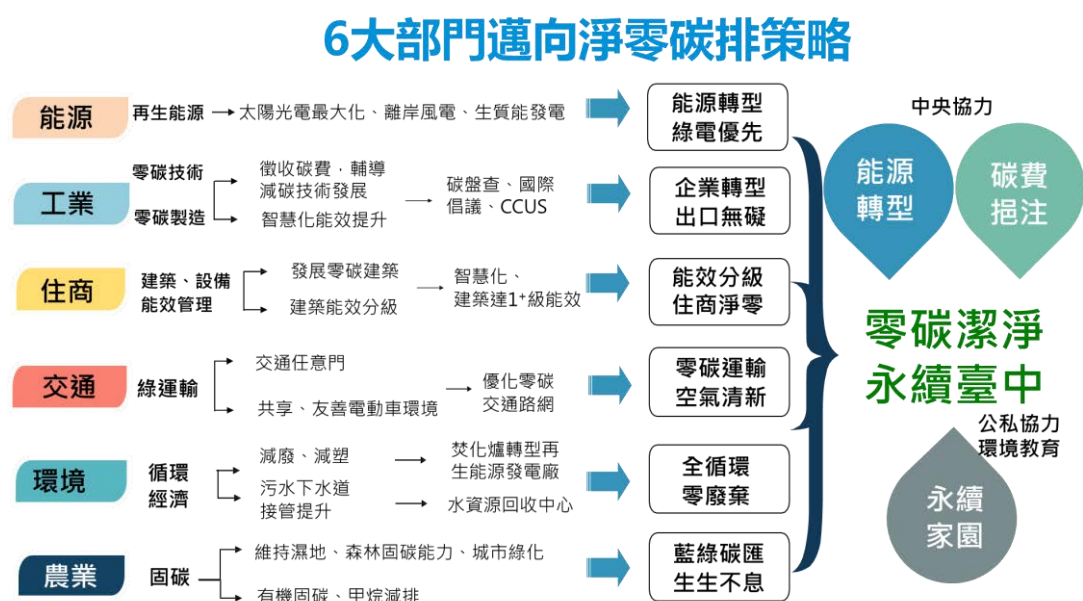 6大部門邁向淨零碳排策略
能源
再生能源
太陽光電最大化、離岸風電、生質能發電
能源轉型
綠電優先
工業
零碳技術
零碳製造
徵收碳費，輔導
減碳技術發展
智慧化能效提升
碳盤查、國際
倡議、CCUS
企業轉型
出口無礙
住商
建築、設備
能效管理
發展零碳建築
建築能效分級
智慧化、
建築達1⁺級能效
能效分級
住商淨零
交通
綠運輸
交通任意門
共享、友善電動車環境
優化零碳
交通路網
零碳運輸
空氣清新
環境
循環
經濟
減廢、減塑
污水下水道
接管提升
焚化爐轉型再
生能源發電廠
水資源回收中心
全循環
零廢棄
農業
固碳
維持濕地、森林固碳能力、城市綠化
有機固碳、甲烷減排
藍綠碳匯
生生不息
中央協力
能源
轉型
碳費
挹注
零碳潔淨
永續臺中
公私協力
環境教育
永續
家園